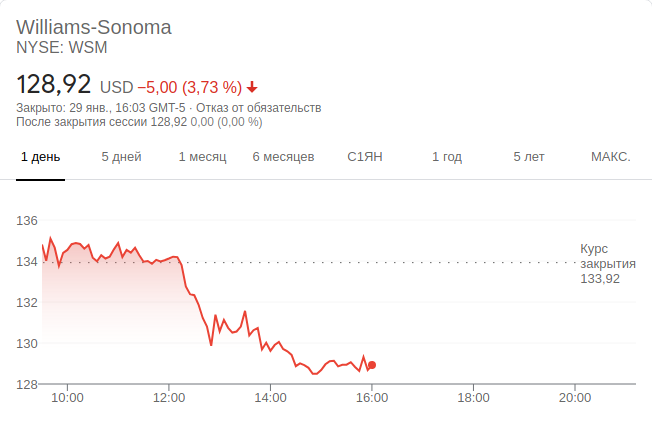 Williams-Sonoma
NYSE: WSM
128,92 USD −5,00 (3,73 %)
Закрыто: 29 янв., 16:03 GMT-5 · Отказ от обязательств
После закрытия сессии 128,92 0,00 (0,00 %)
1 день 5 дней 1 месяц 6 месяцев С1ЯН 1 год 5 лет МАКС.
136
134
132
130
128
Курс
закрытия
133,92
10:00 12:00 14:00 16:00 18:00 20:00